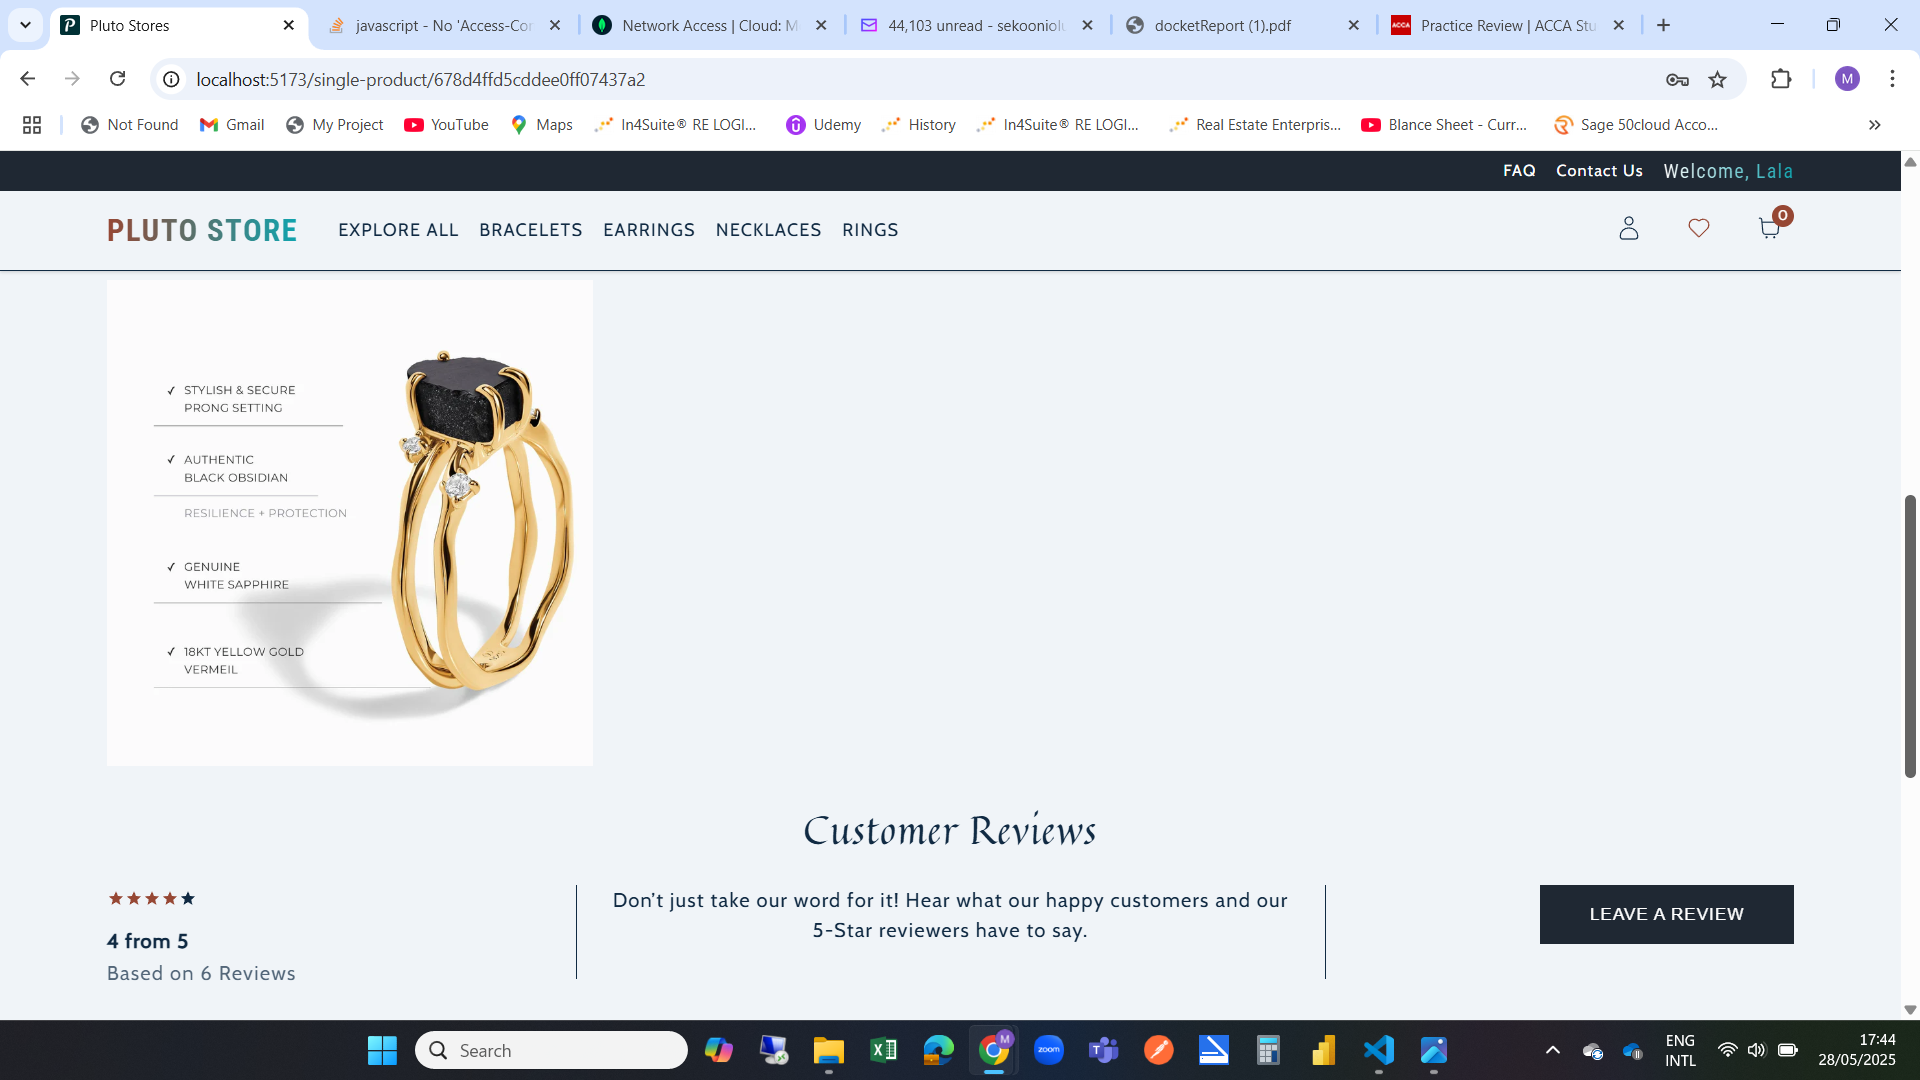 Pluto Stores
javascript - No 'Access-Con
Network Access | Cloud: M
44,103 unread - sekooniolu
docketReport (1).pdf
Practice Review | ACCA Stu
localhost:5173/single-product/678d4ffd5cddee0ff07437a2
M
Not Found
Gmail
My Project
YouTube
Maps
In4Suite® RE LOGI...
Udemy
History
In4Suite® RE LOGI...
Real Estate Enterpris...
Blance Sheet - Curr...
Sage 50cloud Acco...
FAQ
Contact Us
Welcome, Lala
PLUTO STORE
EXPLORE ALL
BRACELETS
EARRINGS
NECKLACES
RINGS
0
✓ STYLISH & SECURE
PRONG SETTING
✓ AUTHENTIC
BLACK OBSIDIAN
RESILIENCE + PROTECTION
✓ GENUINE
WHITE SAPPHIRE
✓ 18KT YELLOW GOLD
VERMEIL
Customer Reviews
4 from 5
Based on 6 Reviews
Don't just take our word for it! Hear what our happy customers and our
5-Star reviewers have to say.
LEAVE A REVIEW
Search
M
zoom
ENG
INTL
17:44
28/05/2025